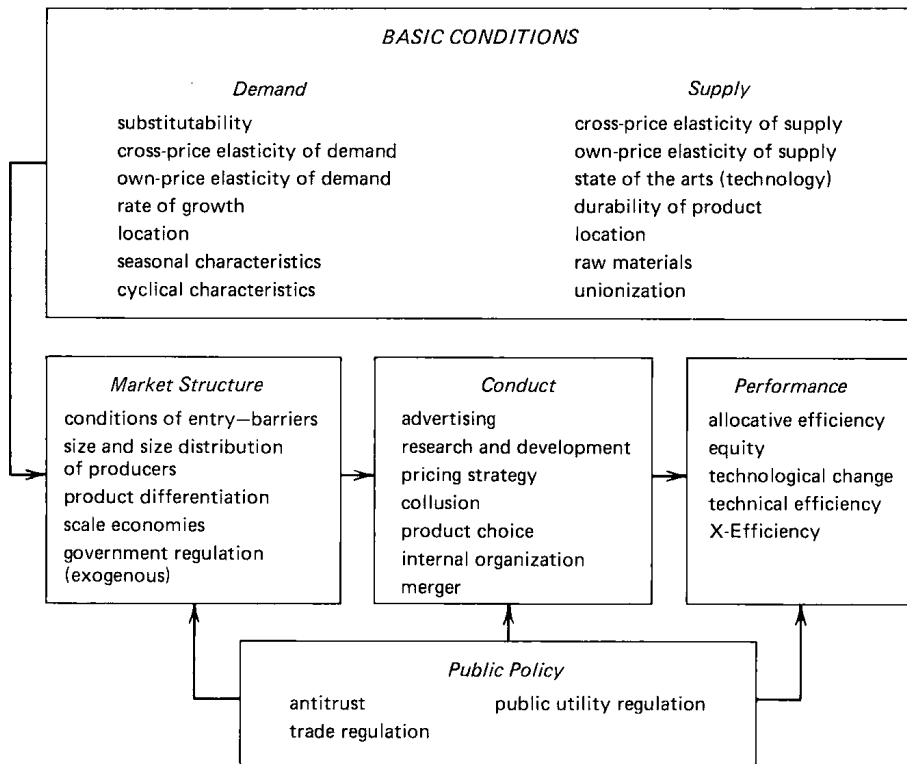 BASIC CONDITIONS
Demand
substitutability
cross-price elasticity of demand
own-price elasticity of demand
rate of growth
location
seasonal characteristics
cyclical characteristics
Supply
cross-price elasticity of supply
own-price elasticity of supply
state of the arts (technology)
durability of product
location
raw materials
unionization
Market Structure
conditions of entry—barriers
size and size distribution
of producers
product differentiation
scale economies
government regulation
(exogenous)
Conduct
advertising
research and development
pricing strategy
collusion
product choice
internal organization
merger
Performance
allocative efficiency
equity
technological change
technical efficiency
X-Efficiency
Public Policy
antitrust
trade regulation
public utility regulation